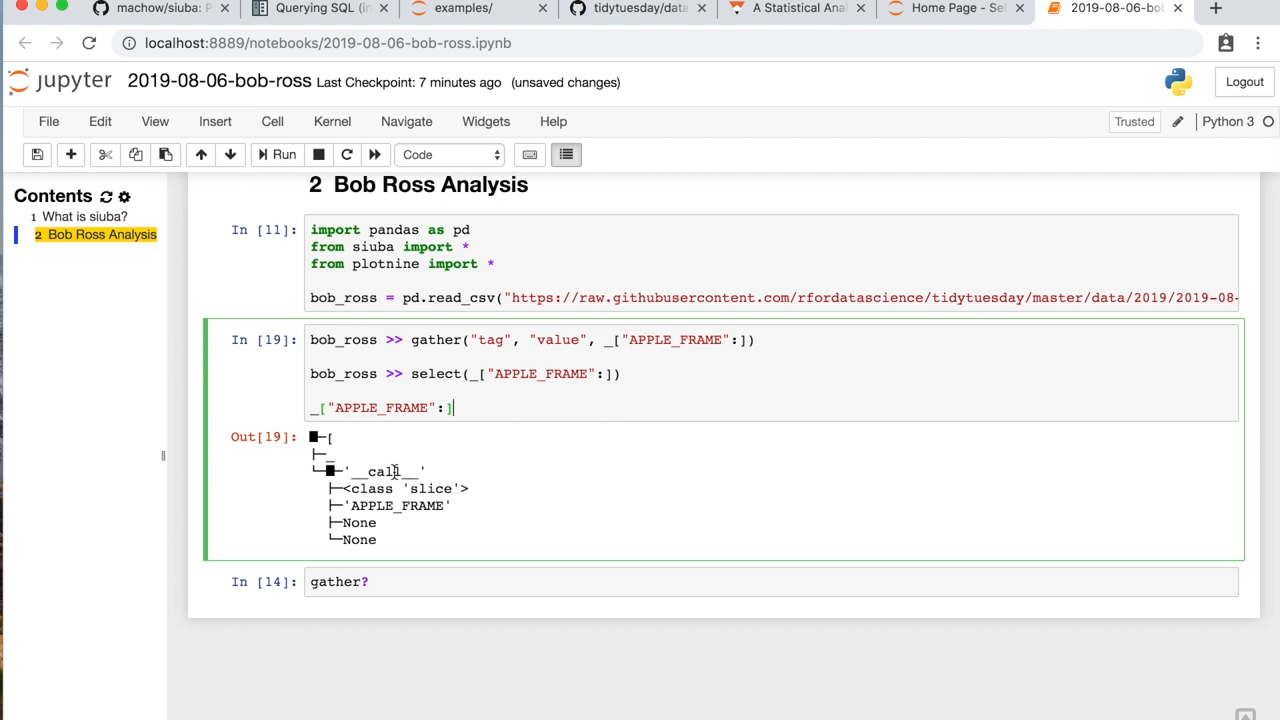 machow/siuba: P
Querying SQL (in
examples/
tidytuesday/data
A Statistical Anal
Home Page - Sel
2019-08-06-bob
localhost:8889/notebooks/2019-08-06-bob-ross.ipynb
jupyter 2019-08-06-bob-ross Last Checkpoint: 7 minutes ago (unsaved changes)
Logout
File Edit View Insert Cell Kernel Navigate Widgets Help
Trusted
Python 3
Run
Code
Contents
1 What is siuba?
2 Bob Ross Analysis
2 Bob Ross Analysis
In [11]: import pandas as pd
from siuba import *
from plotnine import *
bob_ross = pd.read_csv("https://raw.githubusercontent.com/rfordatascience/tidytuesday/master/data/2019/2019-08-
In [19]: bob_ross >> gather("tag", "value", _["APPLE_FRAME":])
bob_ross >> select(_["APPLE_FRAME":])
_["APPLE_FRAME":]
Out[19]: █─[
├─_
└─█─'__call__'
├─<class 'slice'>
├─'APPLE_FRAME'
├─None
└─None
In [14]: gather?